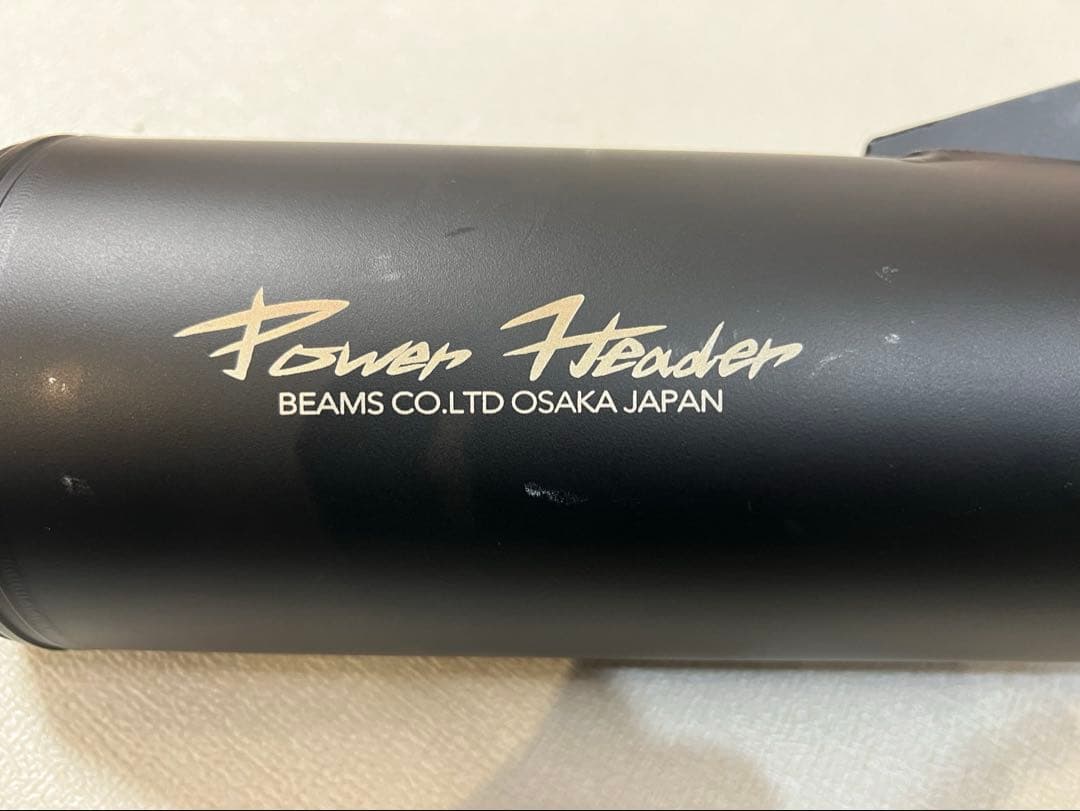 Power Header
BEAMS CO.LTD OSAKA JAPAN